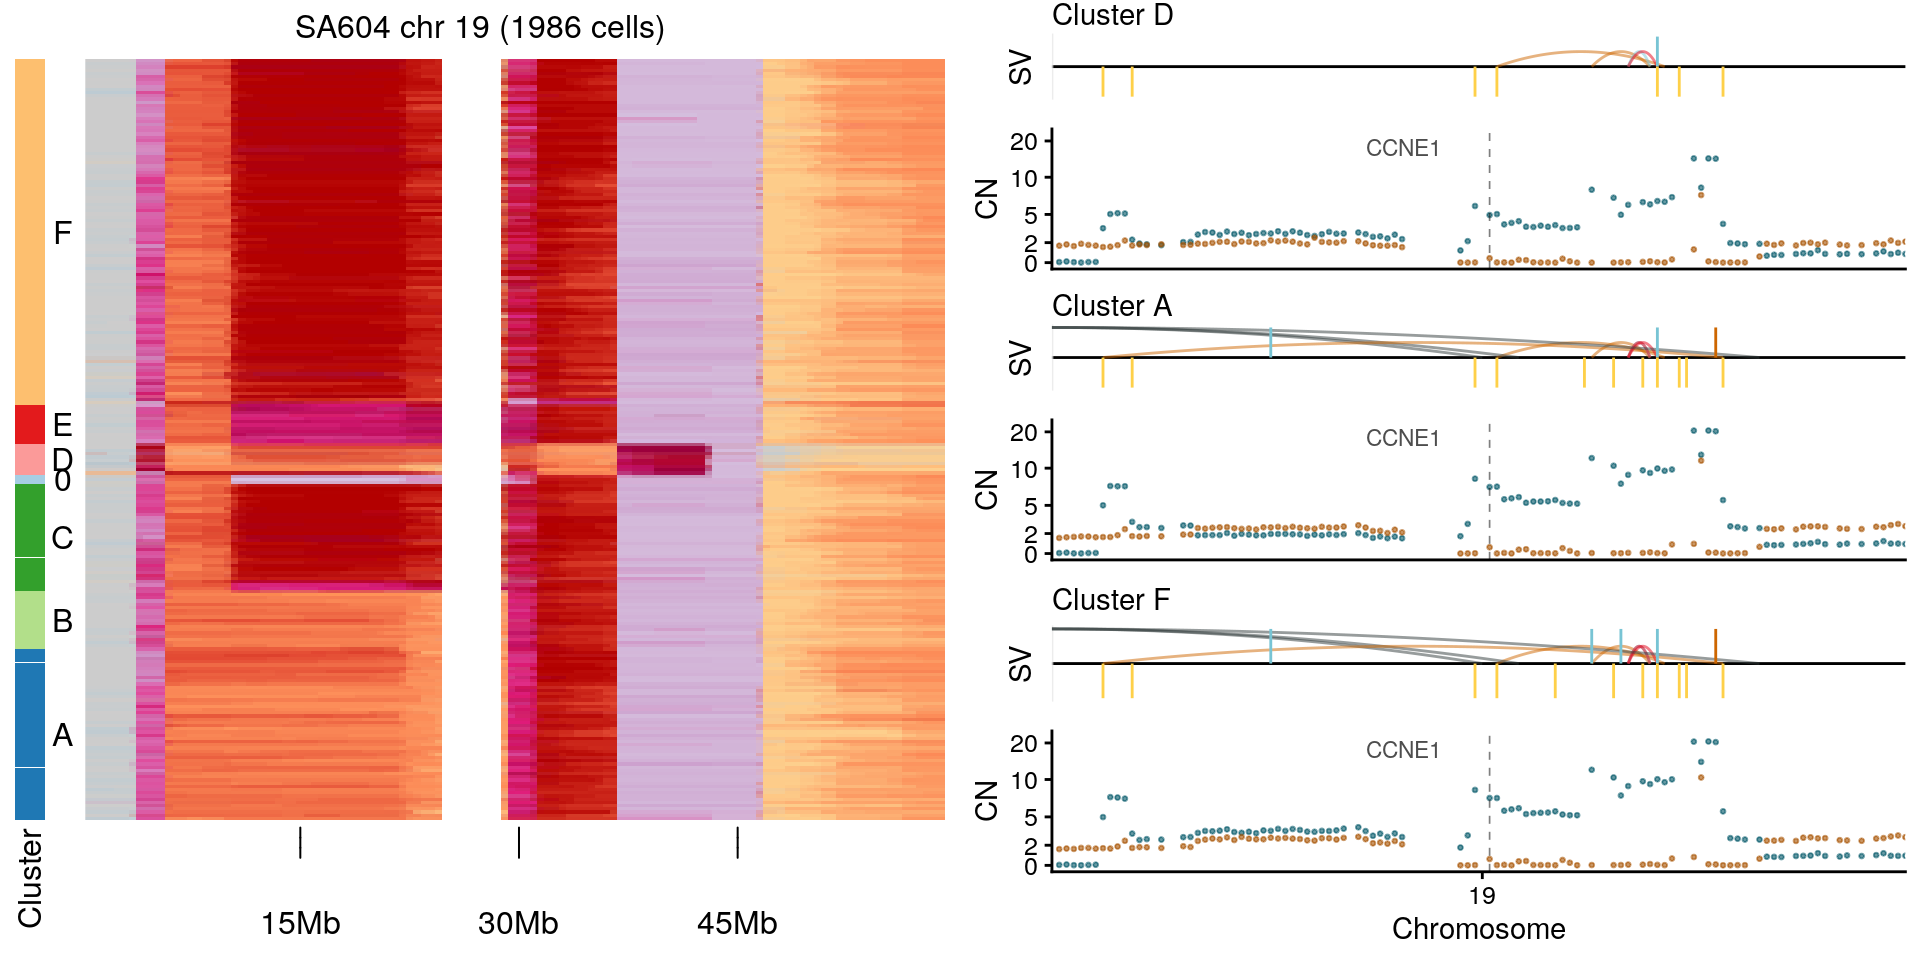 SA604 chr 19 (1986 cells)
F
E
D
0
C
B
A
Cluster
15Mb
30Mb
45Mb
Cluster D
SV
CCNE1
CN
20
10
5
2
0
Cluster A
SV
CCNE1
CN
20
10
5
2
0
Cluster F
SV
CCNE1
CN
20
10
5
2
0
19
Chromosome